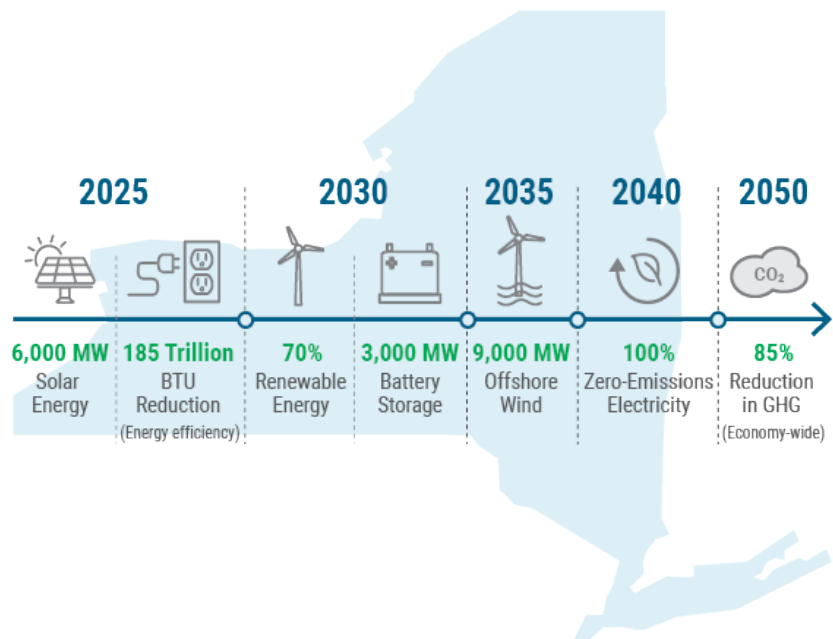 2025
2030
2035
2040
2050
CO₂
6,000 MW
Solar
Energy
185 Trillion
BTU
Reduction
(Energy efficiency)
70%
Renewable
Energy
3,000 MW
Battery
Storage
9,000 MW
Offshore
Wind
100%
Zero-Emissions
Electricity
85%
Reduction
in GHG
(Economy-wide)